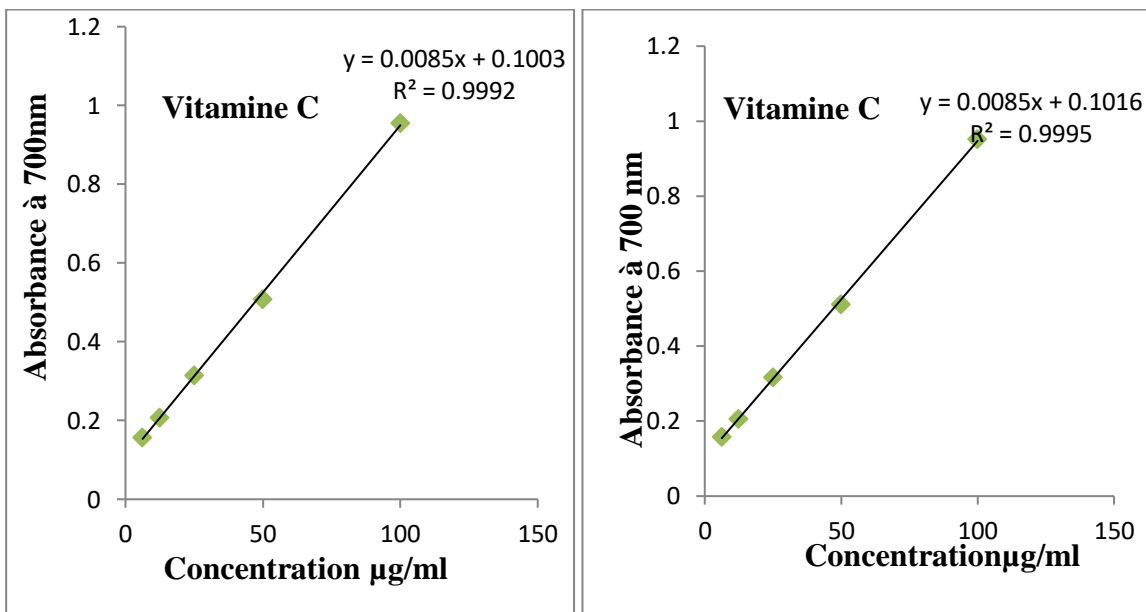 1.2
1
0.8
0.6
0.4
0.2
0
0
50
100
150
y = 0.0085x + 0.1003
R² = 0.9992
Vitamine C
Absorbance à 700nm
Concentration µg/ml
1.2
1
0.8
0.6
0.4
0.2
0
0
50
100
150
y = 0.0085x + 0.1016
R² = 0.9995
Vitamine C
Absorbance à 700 nm
Concentrationµg/ml